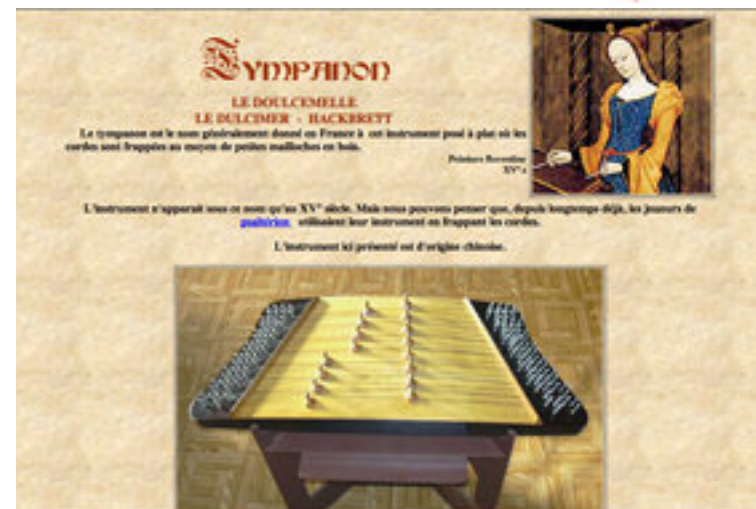 Tympanon
LE DOULCEMELLE
LE DULCIMER - HACKBRETT
Le tympanon est le nom généralement donné en France à cet instrument posé à plat où les
cordes sont frappées au moyen de petites mailloches en bois.
Peinture florentine
XV° s
L'instrument n'apparait sous ce nom qu'au XV° siècle. Mais nous pouvons penser que, depuis longtemps déjà, les joueurs de
psaltérion utilisaient leur instrument en frappant les cordes.
L'instrument ici présenté est d'origine chinoise.